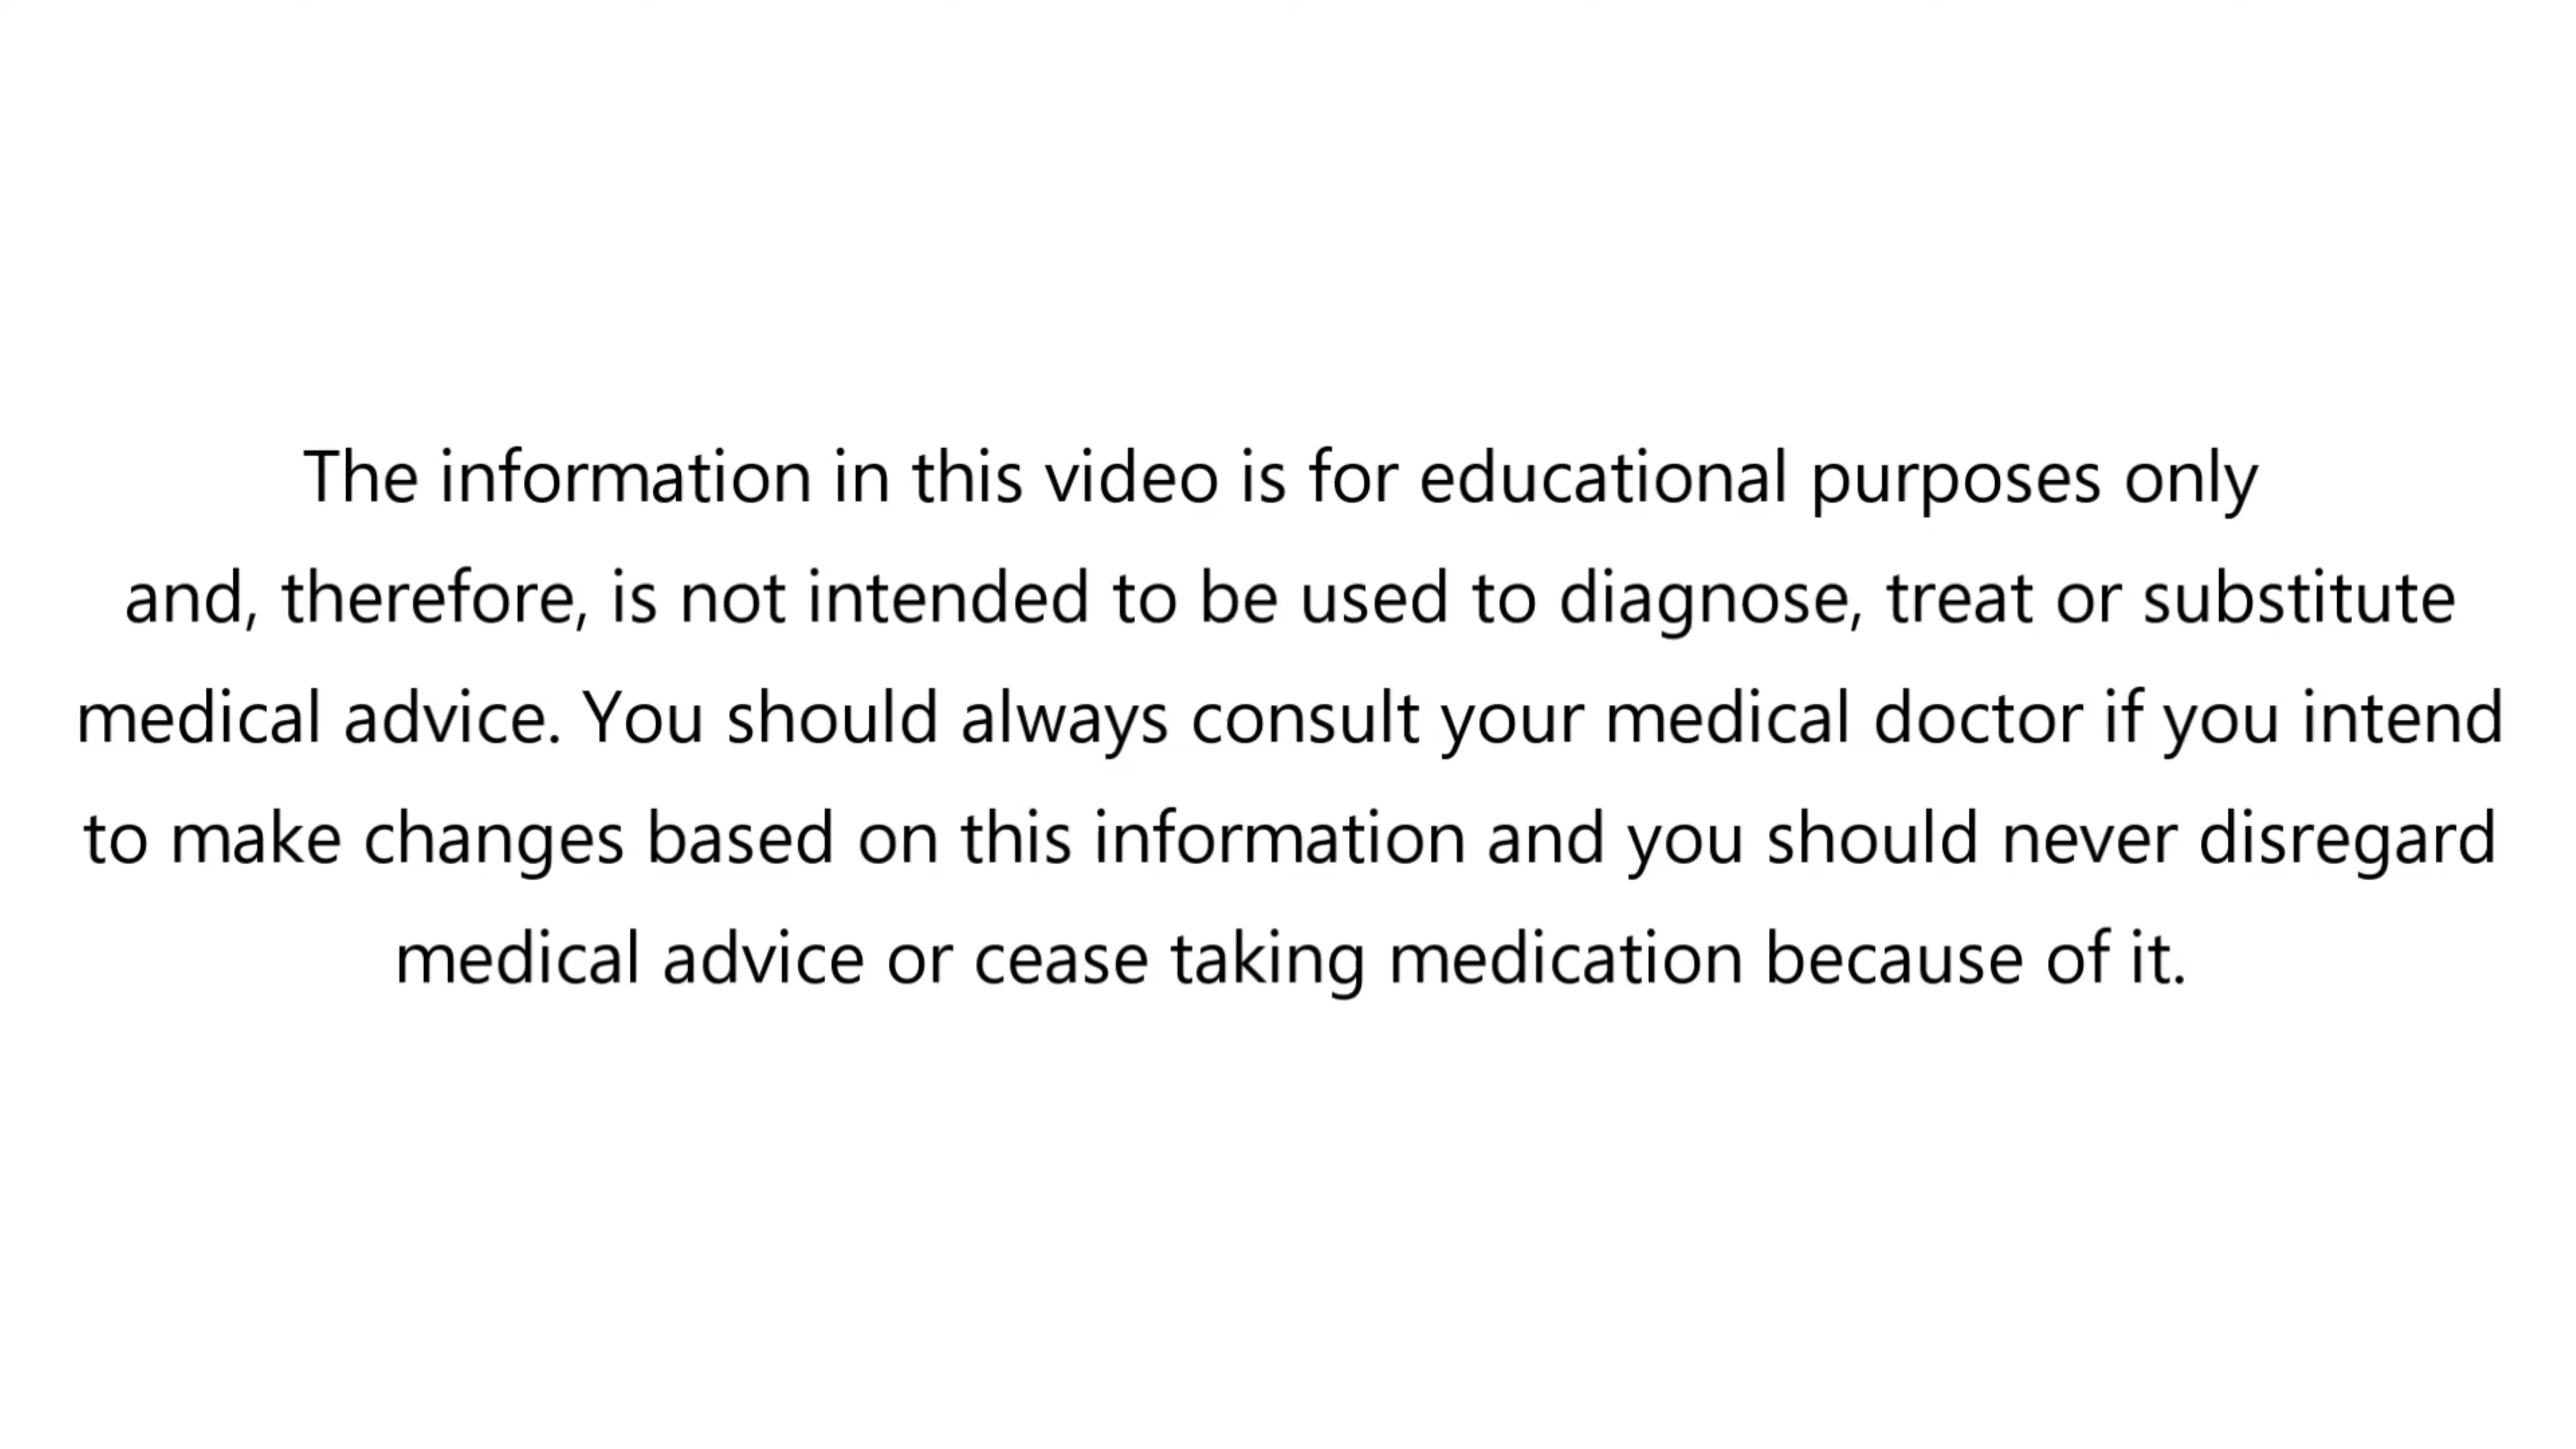 The information in this video is for educational purposes only
and, therefore, is not intended to be used to diagnose, treat or substitute
medical advice. You should always consult your medical doctor if you intend
to make changes based on this information and you should never disregard
medical advice or cease taking medication because of it.